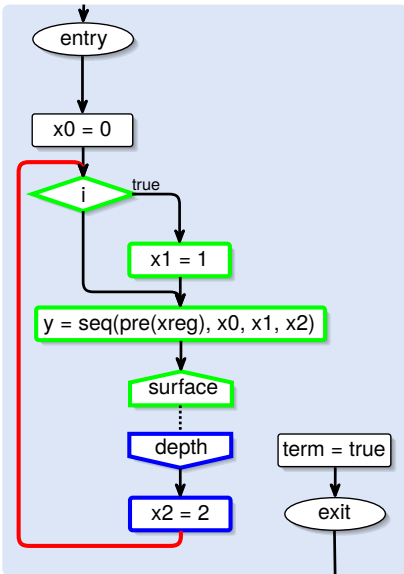 entry
x0 = 0
i
true
x1 = 1
y = seq(pre(xreg), x0, x1, x2)
surface
depth
x2 = 2
term = true
exit